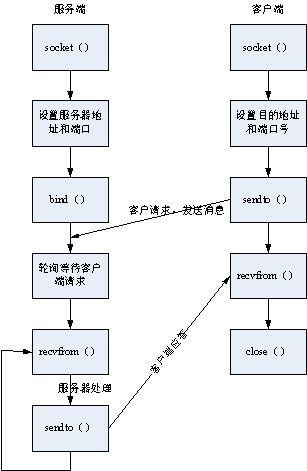 服务端
客户端
socket（）
socket（）
设置服务器地
址和端口
设置目的地址
和端口号
bind（）
sendto（）
客户请求，发送消息
轮询等待客户
端请求
recvfrom（）
recvfrom（）
客户端应答
close（）
服务器处理
sendto（）